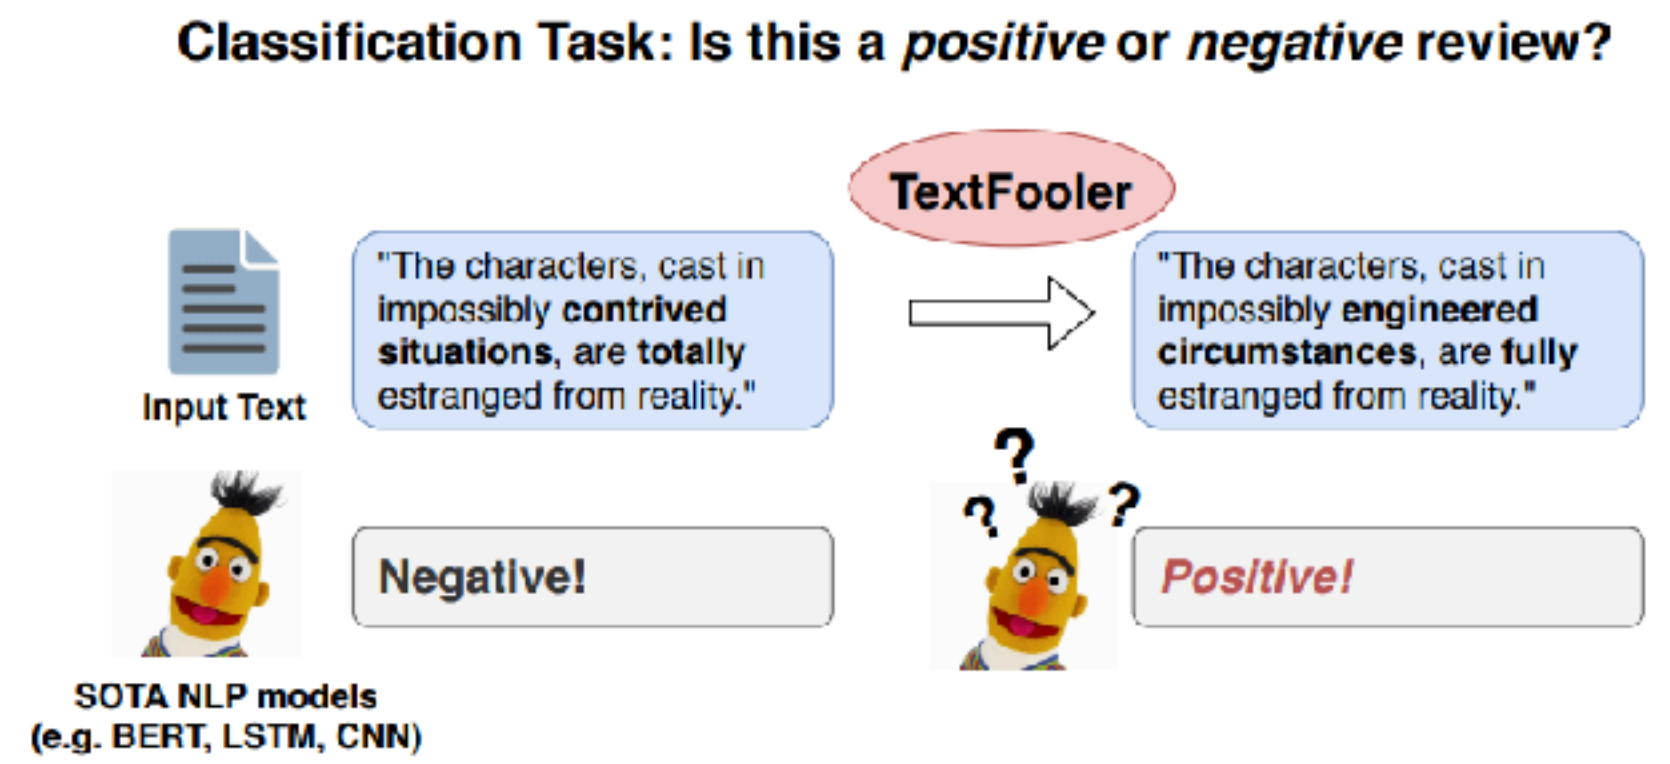 Classification Task: Is this a positive or negative review?
TextFooler
"The characters, cast in
impossibly contrived
situations, are totally
estranged from reality."
"The characters, cast in
impossibly engineered
circumstances, are fully
estranged from reality."
Input Text
? ? ?
Negative!
Positive!
SOTA NLP models
(e.g. BERT, LSTM, CNN)